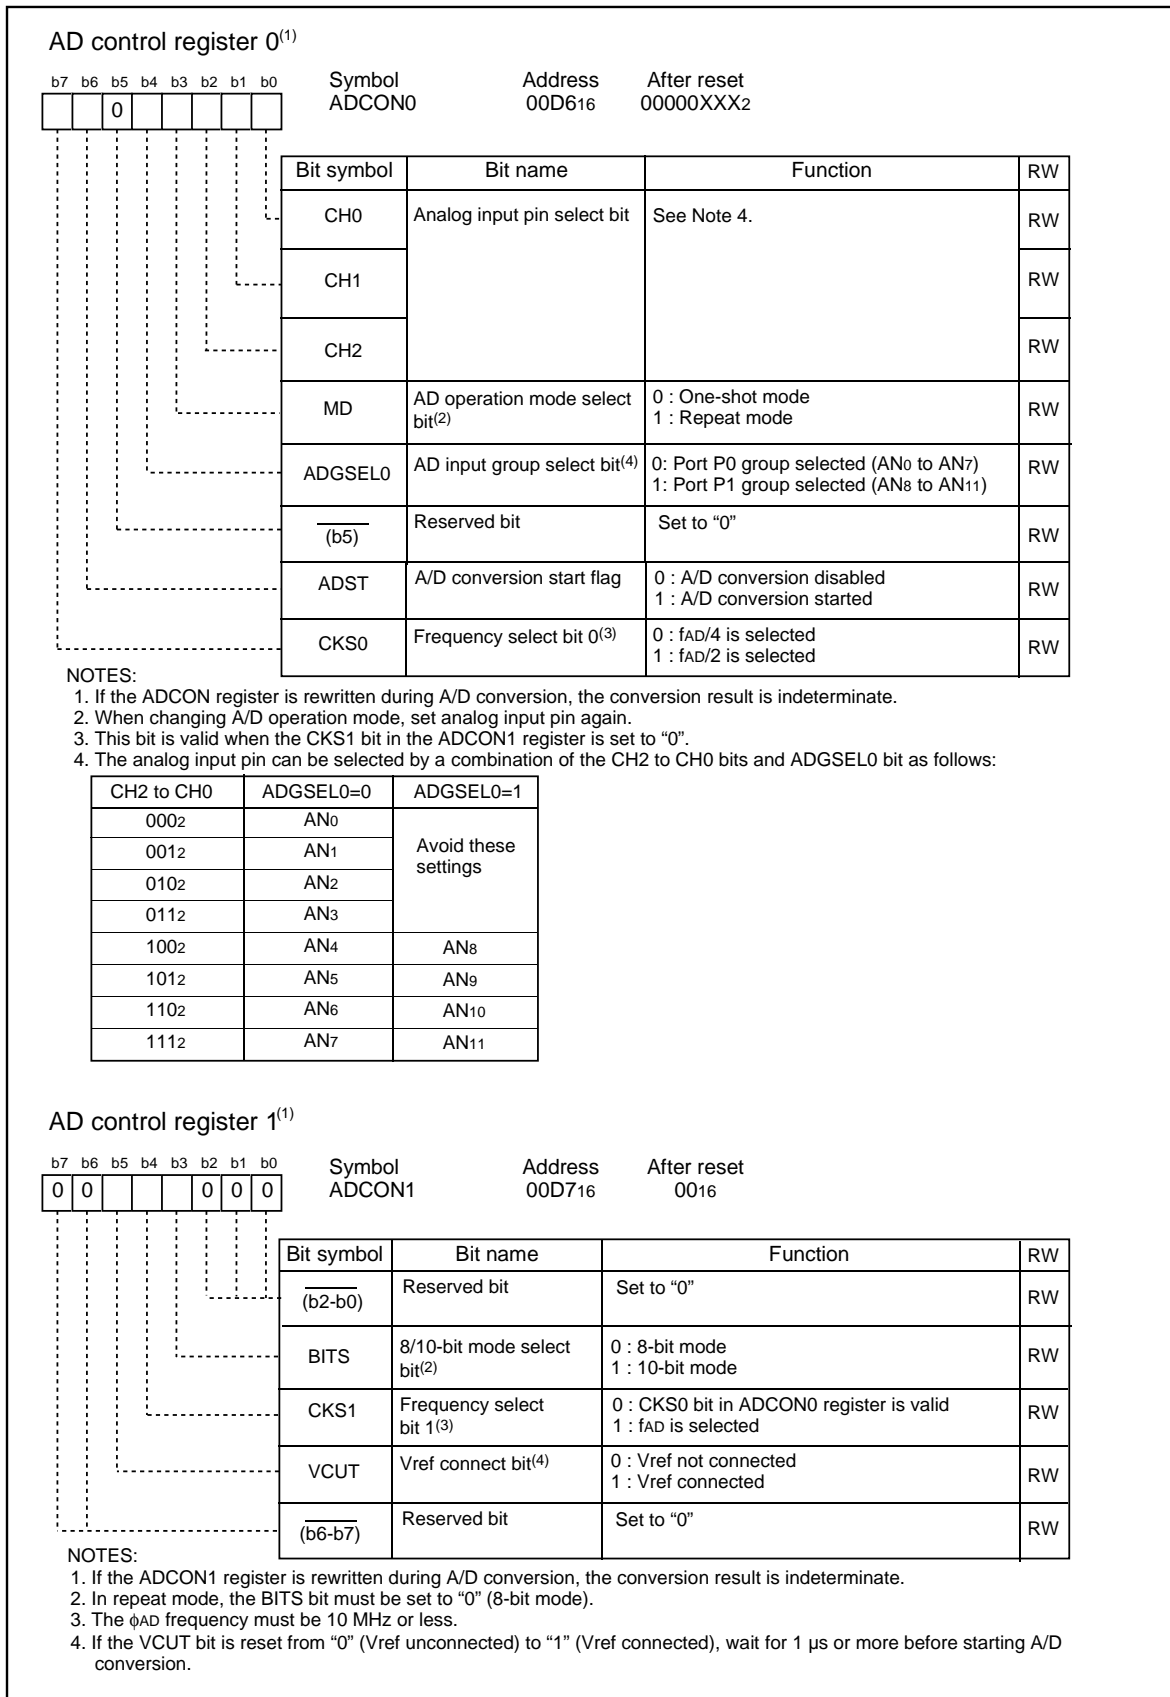 AD control register 0(1)
b7 b6 b5 b4 b3 b2 b1 b0
Symbol Address After reset
0
ADCON0 00D616 00000XXX2
Bit symbol Bit name Function RW
CH0 Analog input pin select bit See Note 4. RW
CH1 RW
CH2 RW
MD AD operation mode select bit(2) 0 : One-shot mode RW
1 : Repeat mode
ADGSEL0 AD input group select bit(4) 0: Port P0 group selected (AN0 to AN7) RW
1: Port P1 group selected (AN8 to AN11)
(b5) Reserved bit Set to “0” RW
ADST A/D conversion start flag 0 : A/D conversion disabled RW
1 : A/D conversion started
CKS0 Frequency select bit 0(3) 0 : fAD/4 is selected RW
1 : fAD/2 is selected
NOTES:
1. If the ADCON register is rewritten during A/D conversion, the conversion result is indeterminate.
2. When changing A/D operation mode, set analog input pin again.
3. This bit is valid when the CKS1 bit in the ADCON1 register is set to “0”.
4. The analog input pin can be selected by a combination of the CH2 to CH0 bits and ADGSEL0 bit as follows:
CH2 to CH0 ADGSEL0=0 ADGSEL0=1
0002 AN0 Avoid these settings
0012 AN1
0102 AN2
0112 AN3
1002 AN4 AN8
1012 AN5 AN9
1102 AN6 AN10
1112 AN7 AN11
AD control register 1(1)
b7 b6 b5 b4 b3 b2 b1 b0
Symbol Address After reset
0 0 0 0 0
ADCON1 00D716 0016
Bit symbol Bit name Function RW
(b2-b0) Reserved bit Set to “0” RW
BITS 8/10-bit mode select bit(2) 0 : 8-bit mode RW
1 : 10-bit mode
CKS1 Frequency select bit 1(3) 0 : CKS0 bit in ADCON0 register is valid RW
1 : fAD is selected
VCUT Vref connect bit(4) 0 : Vref not connected RW
1 : Vref connected
(b6-b7) Reserved bit Set to “0” RW
NOTES:
1. If the ADCON1 register is rewritten during A/D conversion, the conversion result is indeterminate.
2. In repeat mode, the BITS bit must be set to “0” (8-bit mode).
3. The ϕAD frequency must be 10 MHz or less.
4. If the VCUT bit is reset from “0” (Vref unconnected) to “1” (Vref connected), wait for 1 µs or more before starting A/D
conversion.